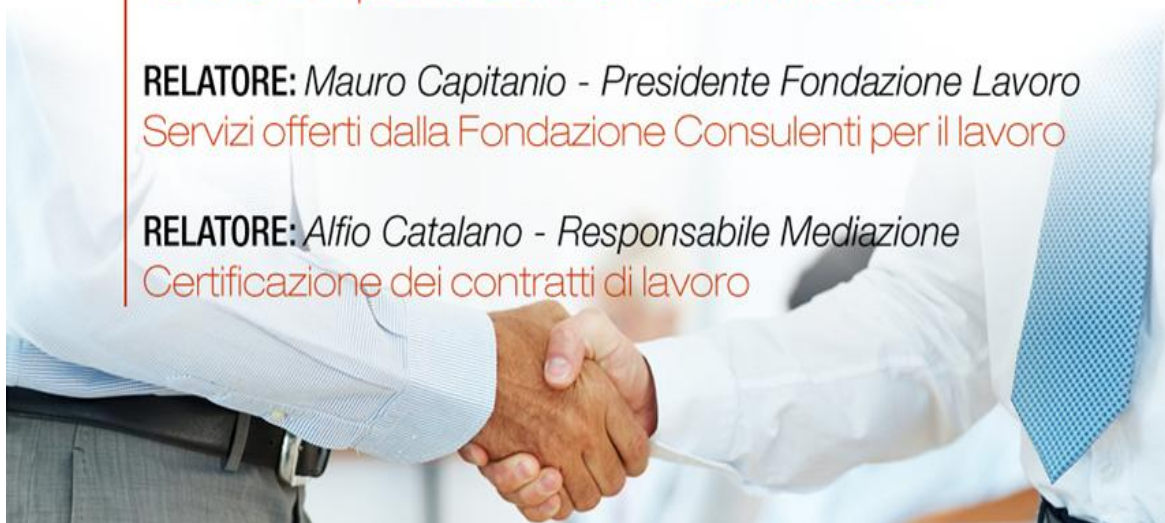 RELATORE: Mauro Capitanio - Presidente Fondazione Lavoro
Servizi offerti dalla Fondazione Consulenti per il lavoro
RELATORE: Alfio Catalano - Responsabile Mediazione
Certificazione dei contratti di lavoro